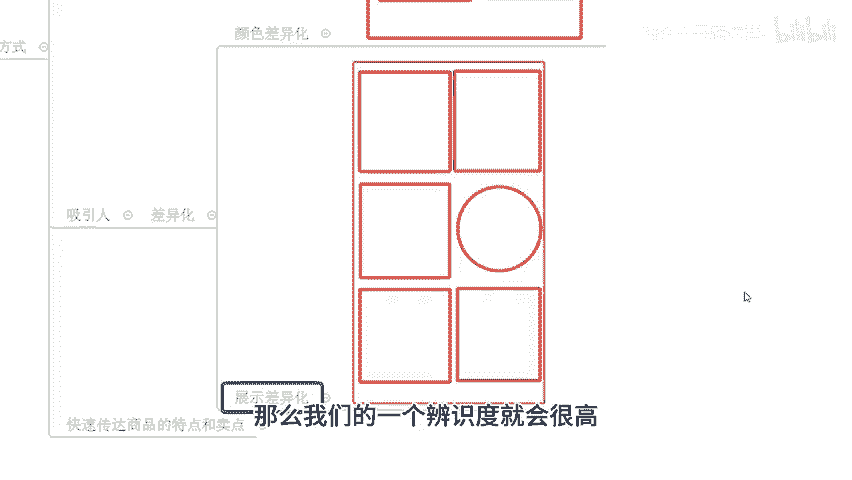 颜色差异化
方式
bilibili
吸引人 差异化
展示差异化
快速传达商品的特点和卖点
那么我们的一个辨识度就会很高